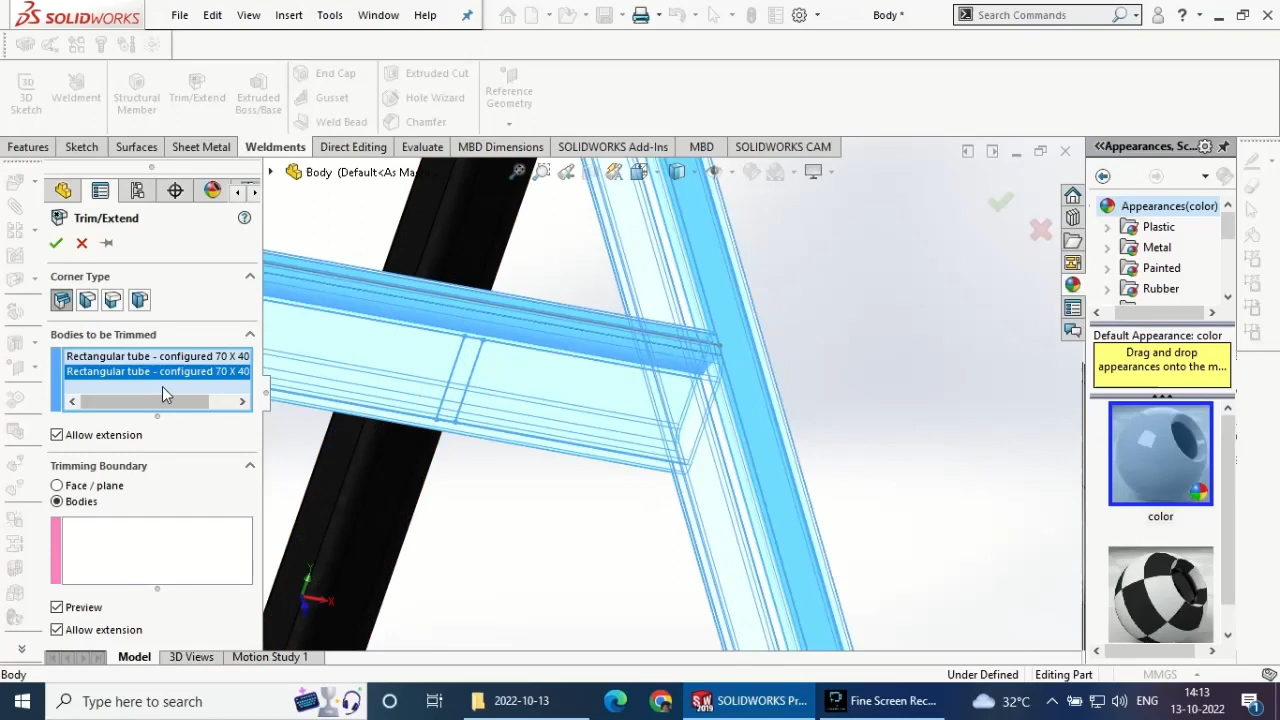 SOLIDWORKS
File
Edit
View
Insert
Tools
Window
Help
Body *
Search Commands
3D Sketch
Weldment
Structural Member
Trim/Extend
Extruded Boss/Base
End Cap
Gusset
Weld Bead
Extruded Cut
Hole Wizard
Chamfer
Reference Geometry
Features
Sketch
Surfaces
Sheet Metal
Weldments
Direct Editing
Evaluate
MBD Dimensions
SOLIDWORKS Add-Ins
MBD
SOLIDWORKS CAM
Body (Default<As Ma
<<Appearances, Sc...
Trim/Extend
Corner Type
Bodies to be Trimmed
Rectangular tube - configured 70 X 40
Rectangular tube - configured 70 X 40
Allow extension
Trimming Boundary
Face / plane
Bodies
Preview
Allow extension
Y
X
Appearances(color)
Plastic
Metal
Painted
Rubber
Default Appearance: color
Drag and drop
appearances onto the m...
color
Model
3D Views
Motion Study 1
Body
Under Defined
Editing Part
MMGS
Type here to search
2022-10-13
SOLIDWORKS Pr...
Fine Screen Rec...
32°C
ENG
14:13
13-10-2022
1